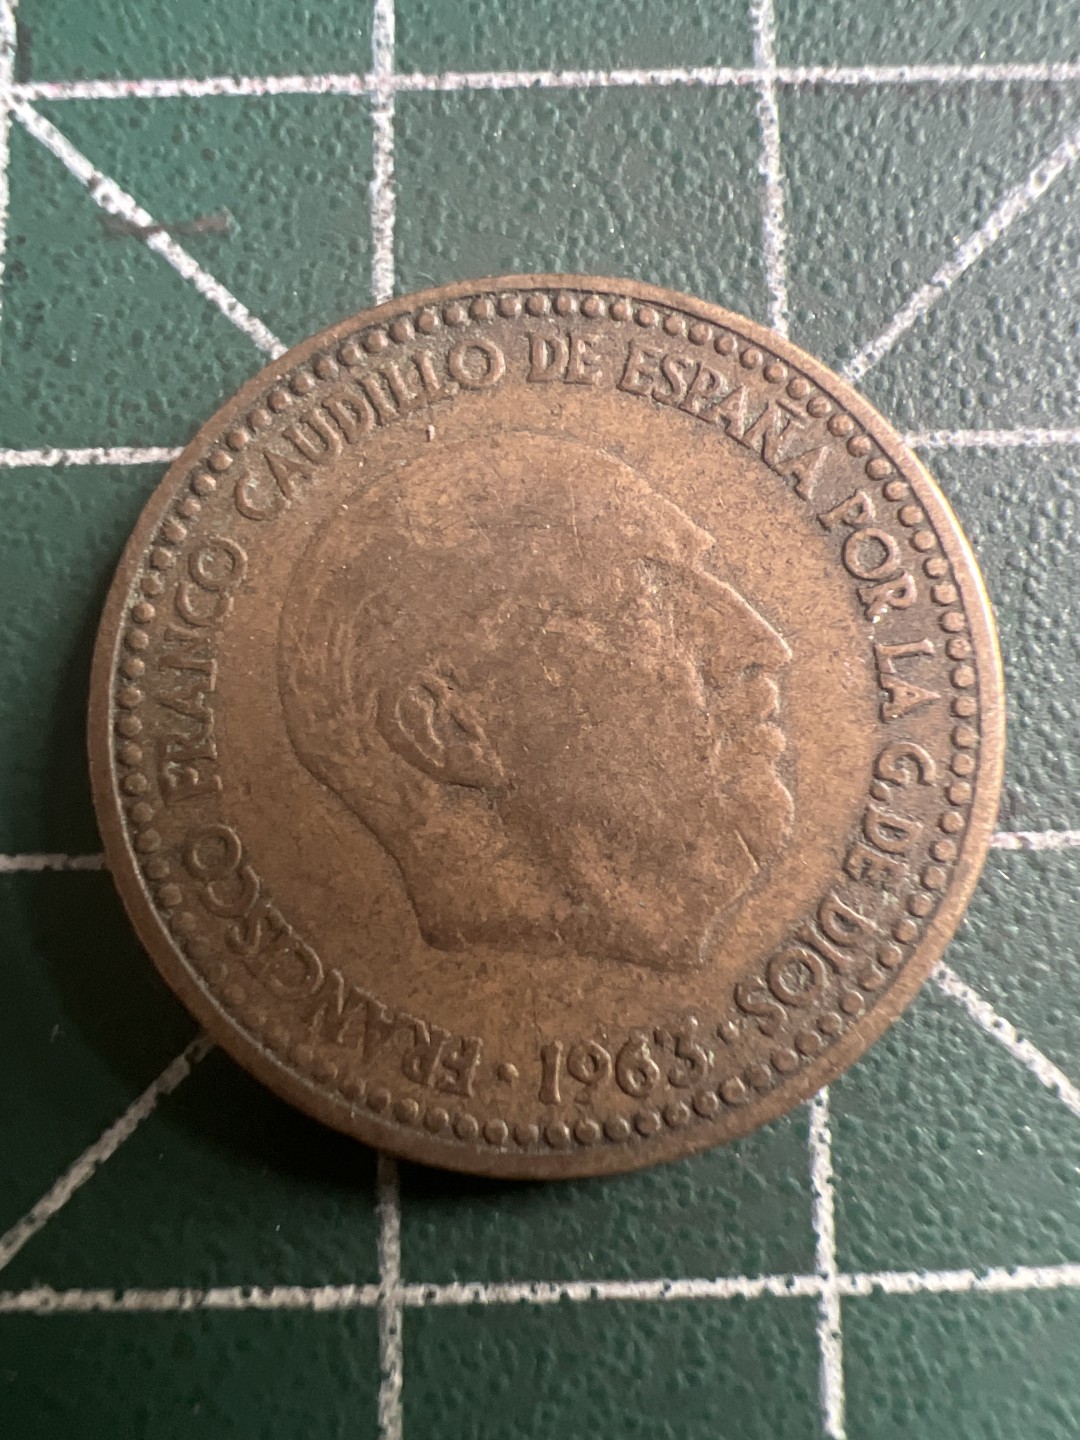 FRANCISCO FRANCO CAUDILLO DE ESPAÑA POR LA G. DE DIOS · 1963 ·